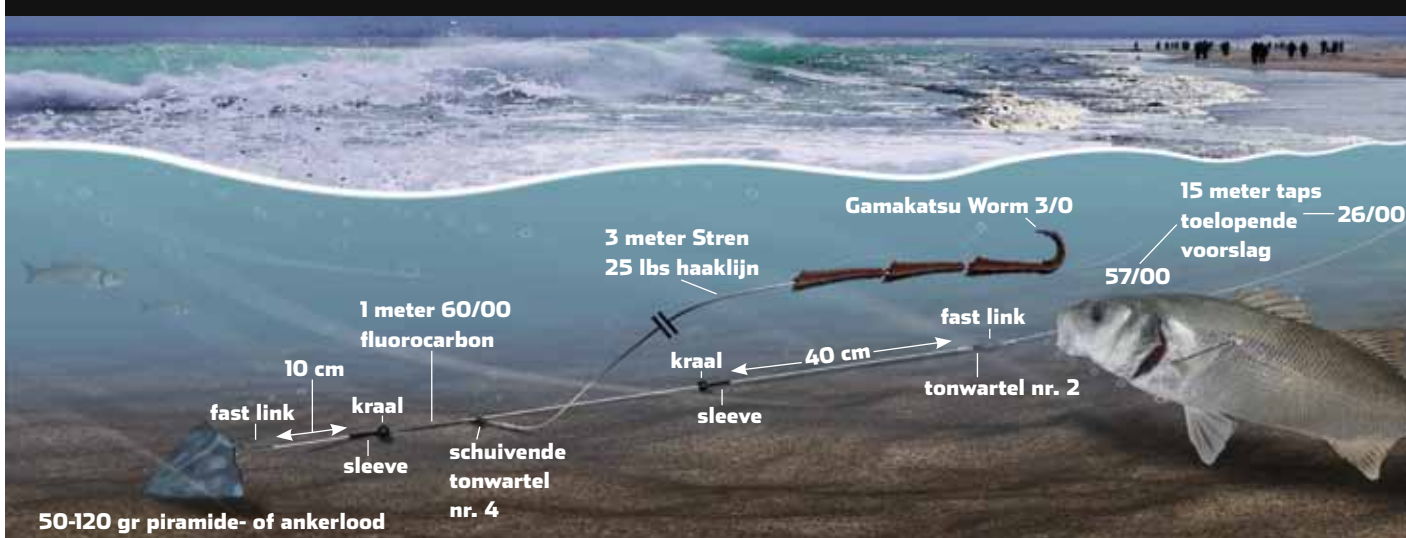 Gamakatsu Worm 3/0
15 meter taps
toelopende
voorslag
26/00
57/00
3 meter Stren
25 lbs haaklijn
1 meter 60/00
fluorocarbon
fast link
kraal
40 cm
10 cm
tonwartel nr. 2
fast link
kraal
sleeve
sleeve
schuivende
tonwartel
nr. 4
50-120 gr piramide- of ankerlood